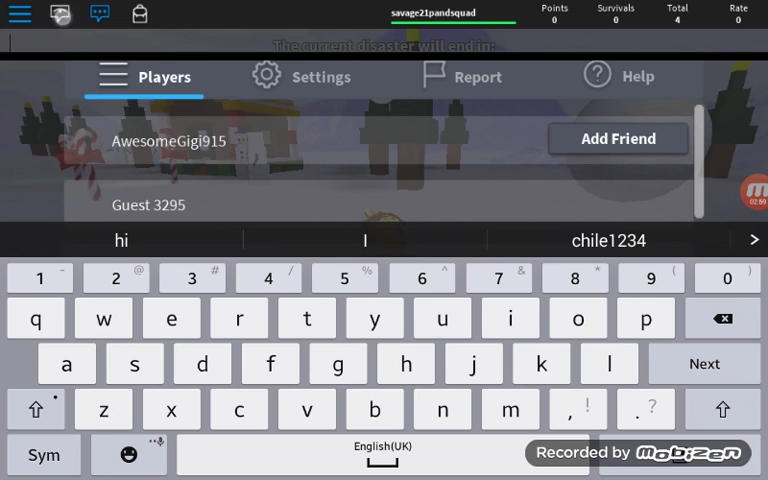 savage21pandsquad
Points Survivals Total Rate
0 0 4 0
The current disaster will end in:
Players Settings Report ? Help
AwesomeGigi915 Add Friend
Guest 3295
M
02:59
hi I chile1234 >
1 - 2 @ 3 # 4 / 5 % 6 ^ 7 & 8 * 9 ( 0 )
q w e r t y u i o p
a s d f g h j k l Next
z x c v b n m , ! . ?
Sym English(UK) Recorded by mobizen